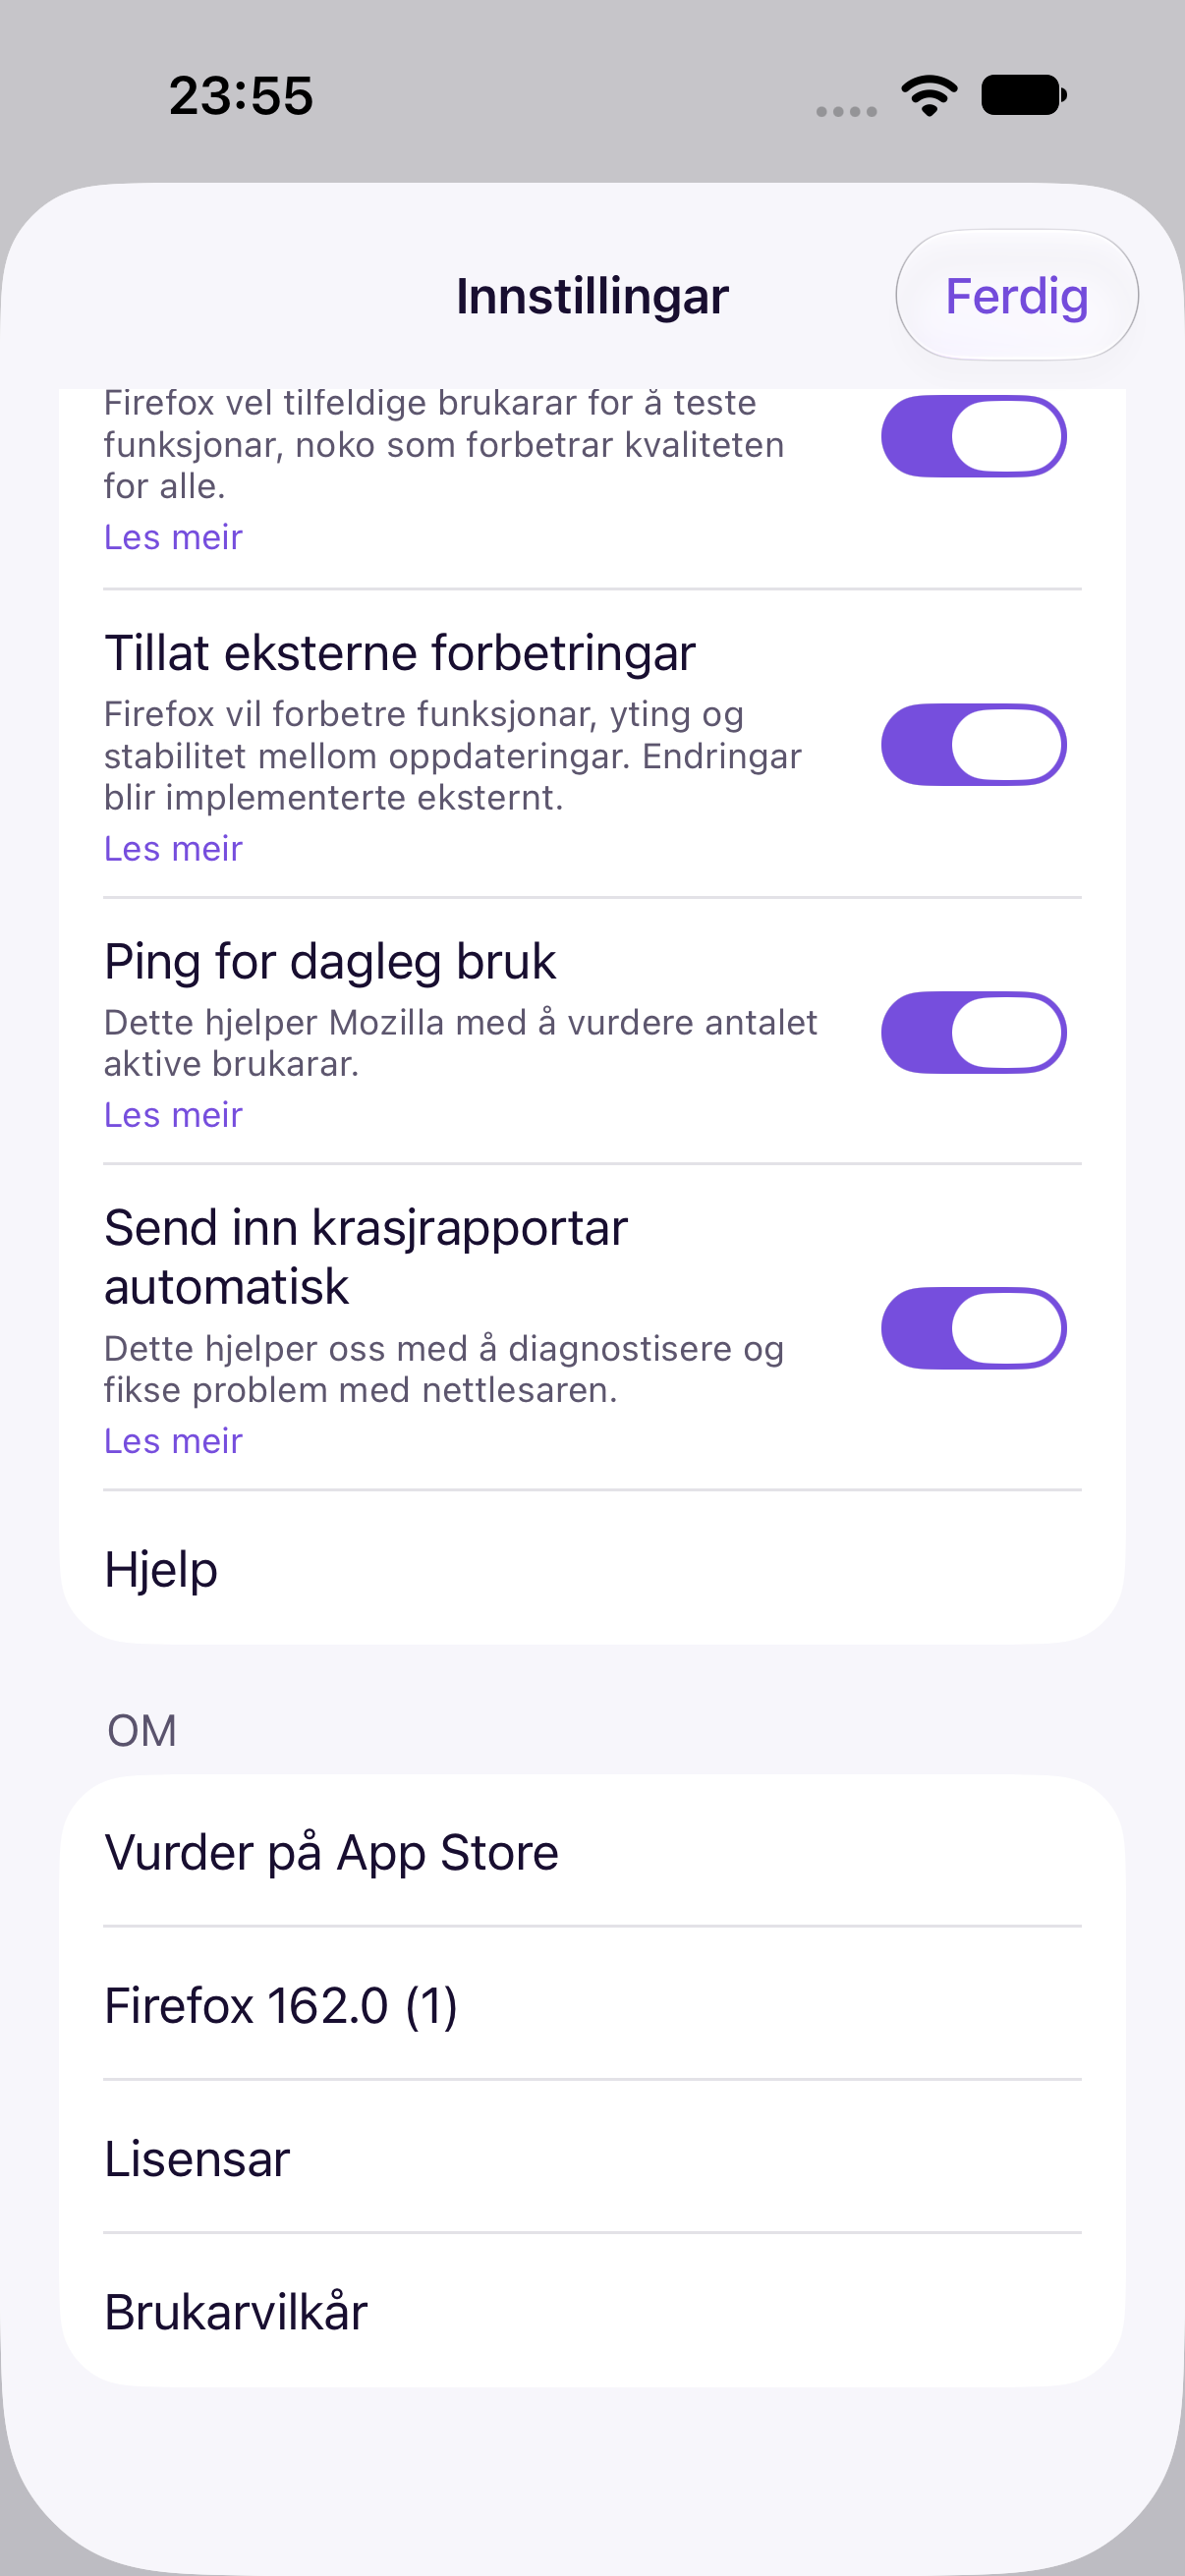 23:55
Innstillingar
Ferdig
Firefox vel tilfeldige brukarar for å teste
funksjonar, noko som forbetrar kvaliteten
for alle.
Les meir
Tillat eksterne forbetringar
Firefox vil forbetre funksjonar, yting og
stabilitet mellom oppdateringar. Endringar
blir implementerte eksternt.
Les meir
Ping for dagleg bruk
Dette hjelper Mozilla med å vurdere antalet
aktive brukarar.
Les meir
Send inn krasjrapportar
automatisk
Dette hjelper oss med å diagnostisere og
fikse problem med nettlesaren.
Les meir
Hjelp
OM
Vurder på App Store
Firefox 162.0 (1)
Lisensar
Brukarvilkår